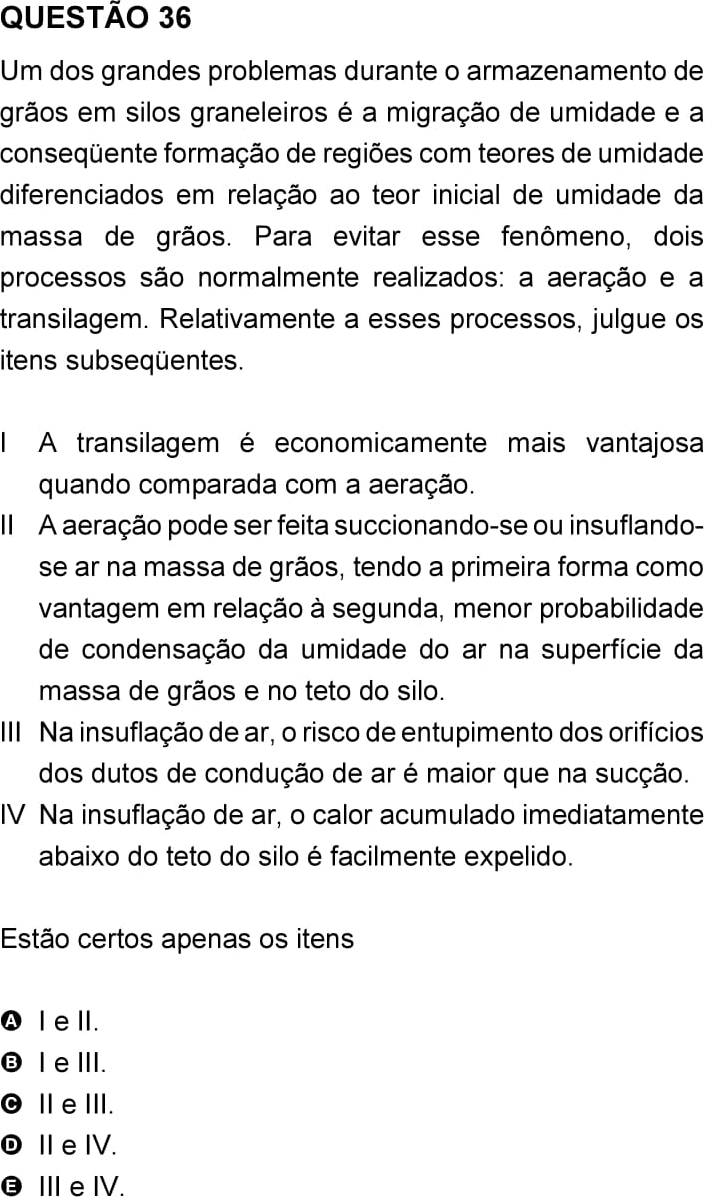 QUESTÃO 36
Um dos grandes problemas durante o armazenamento de
grãos em silos graneleiros é a migração de umidade e a
conseqüente formação de regiões com teores de umidade
diferenciados em relação ao teor inicial de umidade da
massa de grãos. Para evitar esse fenômeno, dois
processos são normalmente realizados: a aeração e a
transilagem. Relativamente a esses processos, julgue os
itens subseqüentes.
I A transilagem é economicamente mais vantajosa
quando comparada com a aeração.
II A aeração pode ser feita succionando-se ou insuflando-
se ar na massa de grãos, tendo a primeira forma como
vantagem em relação à segunda, menor probabilidade
de condensação da umidade do ar na superfície da
massa de grãos e no teto do silo.
III Na insuflação de ar, o risco de entupimento dos orifícios
dos dutos de condução de ar é maior que na sucção.
IV Na insuflação de ar, o calor acumulado imediatamente
abaixo do teto do silo é facilmente expelido.
Estão certos apenas os itens
A I e II.
B I e III.
C II e III.
D II e IV.
E III e IV.